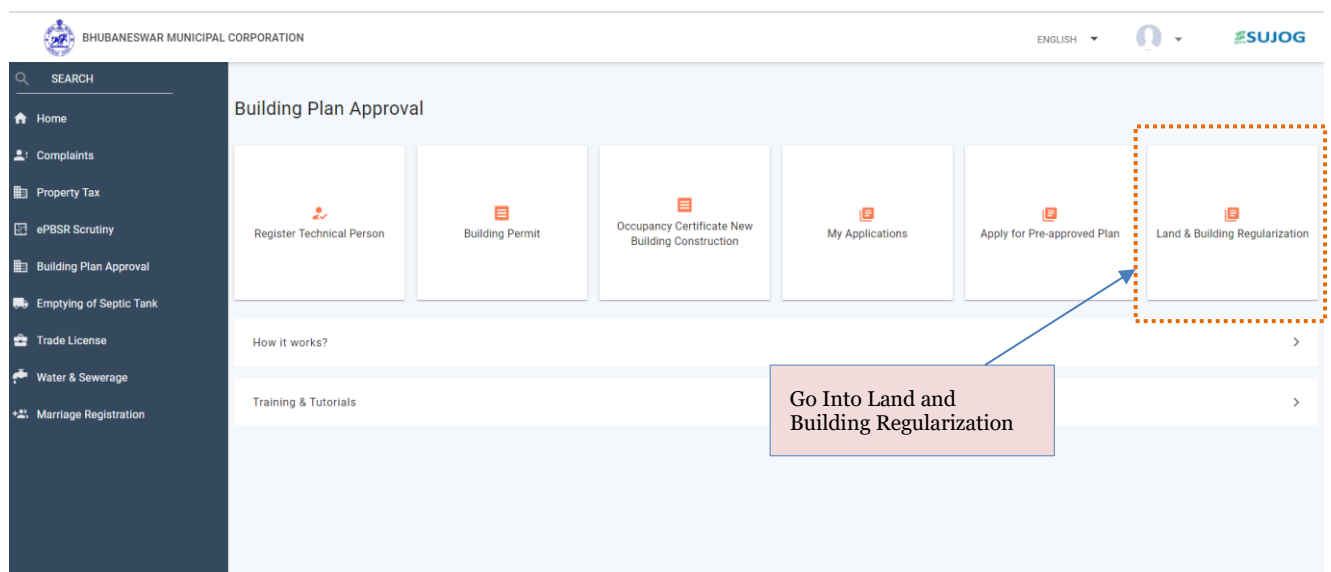 BHUBANESWAR MUNICIPAL CORPORATION
ENGLISH
SUJOG
SEARCH
Home
Complaints
Property Tax
ePBSR Scrutiny
Building Plan Approval
Emptying of Septic Tank
Trade License
Water & Sewerage
Marriage Registration
Building Plan Approval
Register Technical Person
Building Permit
Occupancy Certificate New
Building Construction
My Applications
Apply for Pre-approved Plan
Land & Building Regularization
How it works?
Training & Tutorials
Go Into Land and
Building Regularization